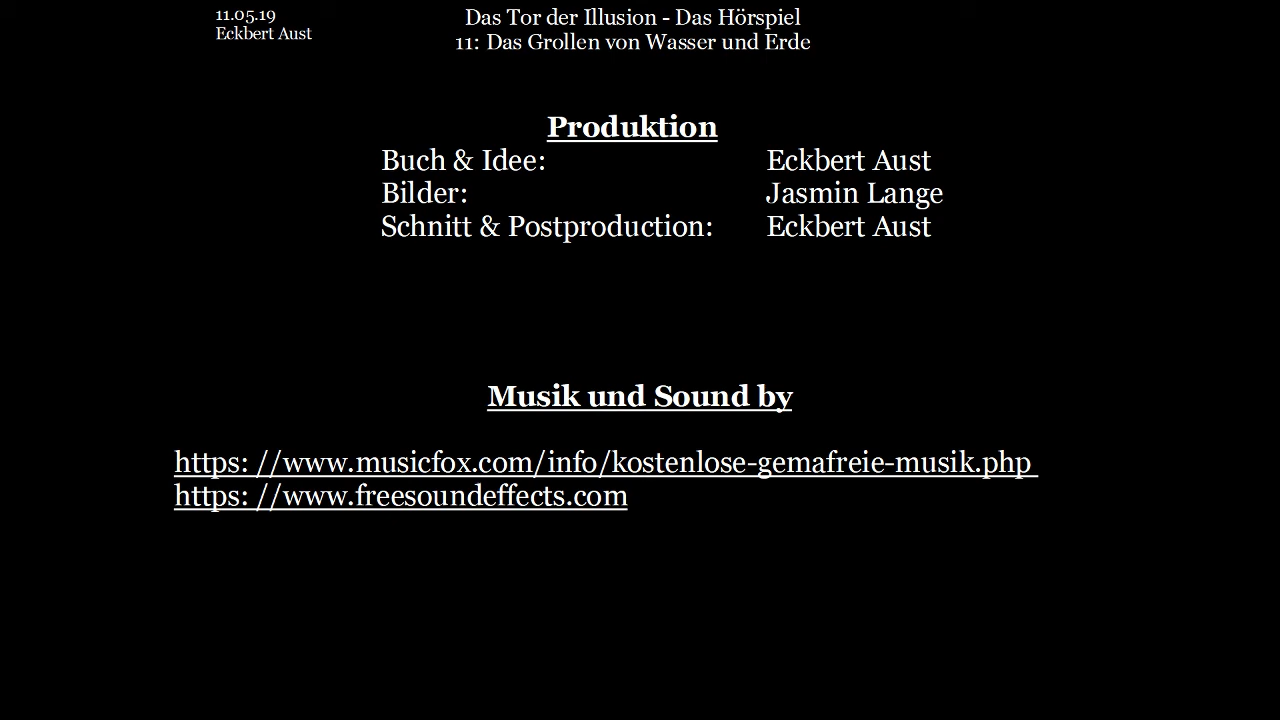 11.05.19
Eckbert Aust
Das Tor der Illusion - Das Hörspiel
11: Das Grollen von Wasser und Erde
Produktion
Buch & Idee: Eckbert Aust
Bilder: Jasmin Lange
Schnitt & Postproduction: Eckbert Aust
Musik und Sound by
https: //www.musicfox.com/info/kostenlose-gemafreie-musik.php
https: //www.freesoundeffects.com